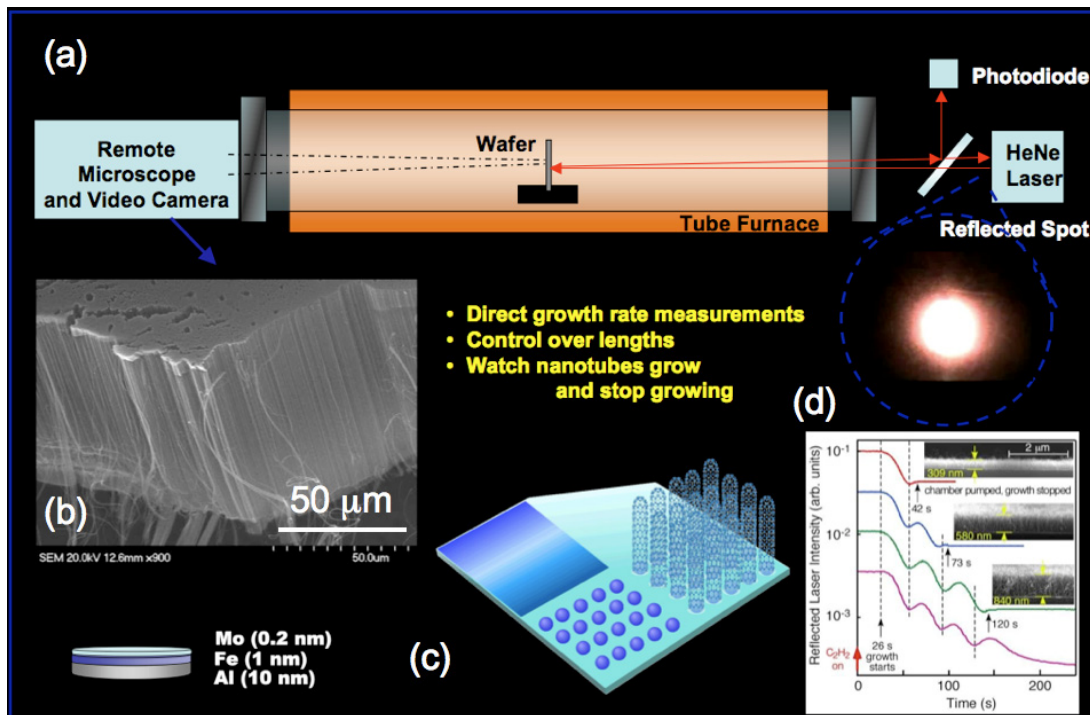 (a)
Photodiode
Remote
Microscope
and Video Camera
Wafer
HeNe
Laser
Tube Furnace
Reflected Spot
• Direct growth rate measurements
• Control over lengths
• Watch nanotubes grow
and stop growing
(b)
50 μm
SEM 20.0kV 12.6mm x900
50.0um
Mo (0.2 nm)
Fe (1 nm)
Al (10 nm)
(c)
(d)
Reflected Laser Intensity (arb. units)
10-1
10-2
10-3
2 μm
309 nm
chamber pumped, growth stopped
42 s
580 nm
73 s
840 nm
120 s
26 s
growth
starts
C2H2
on
0
100
200
Time (s)